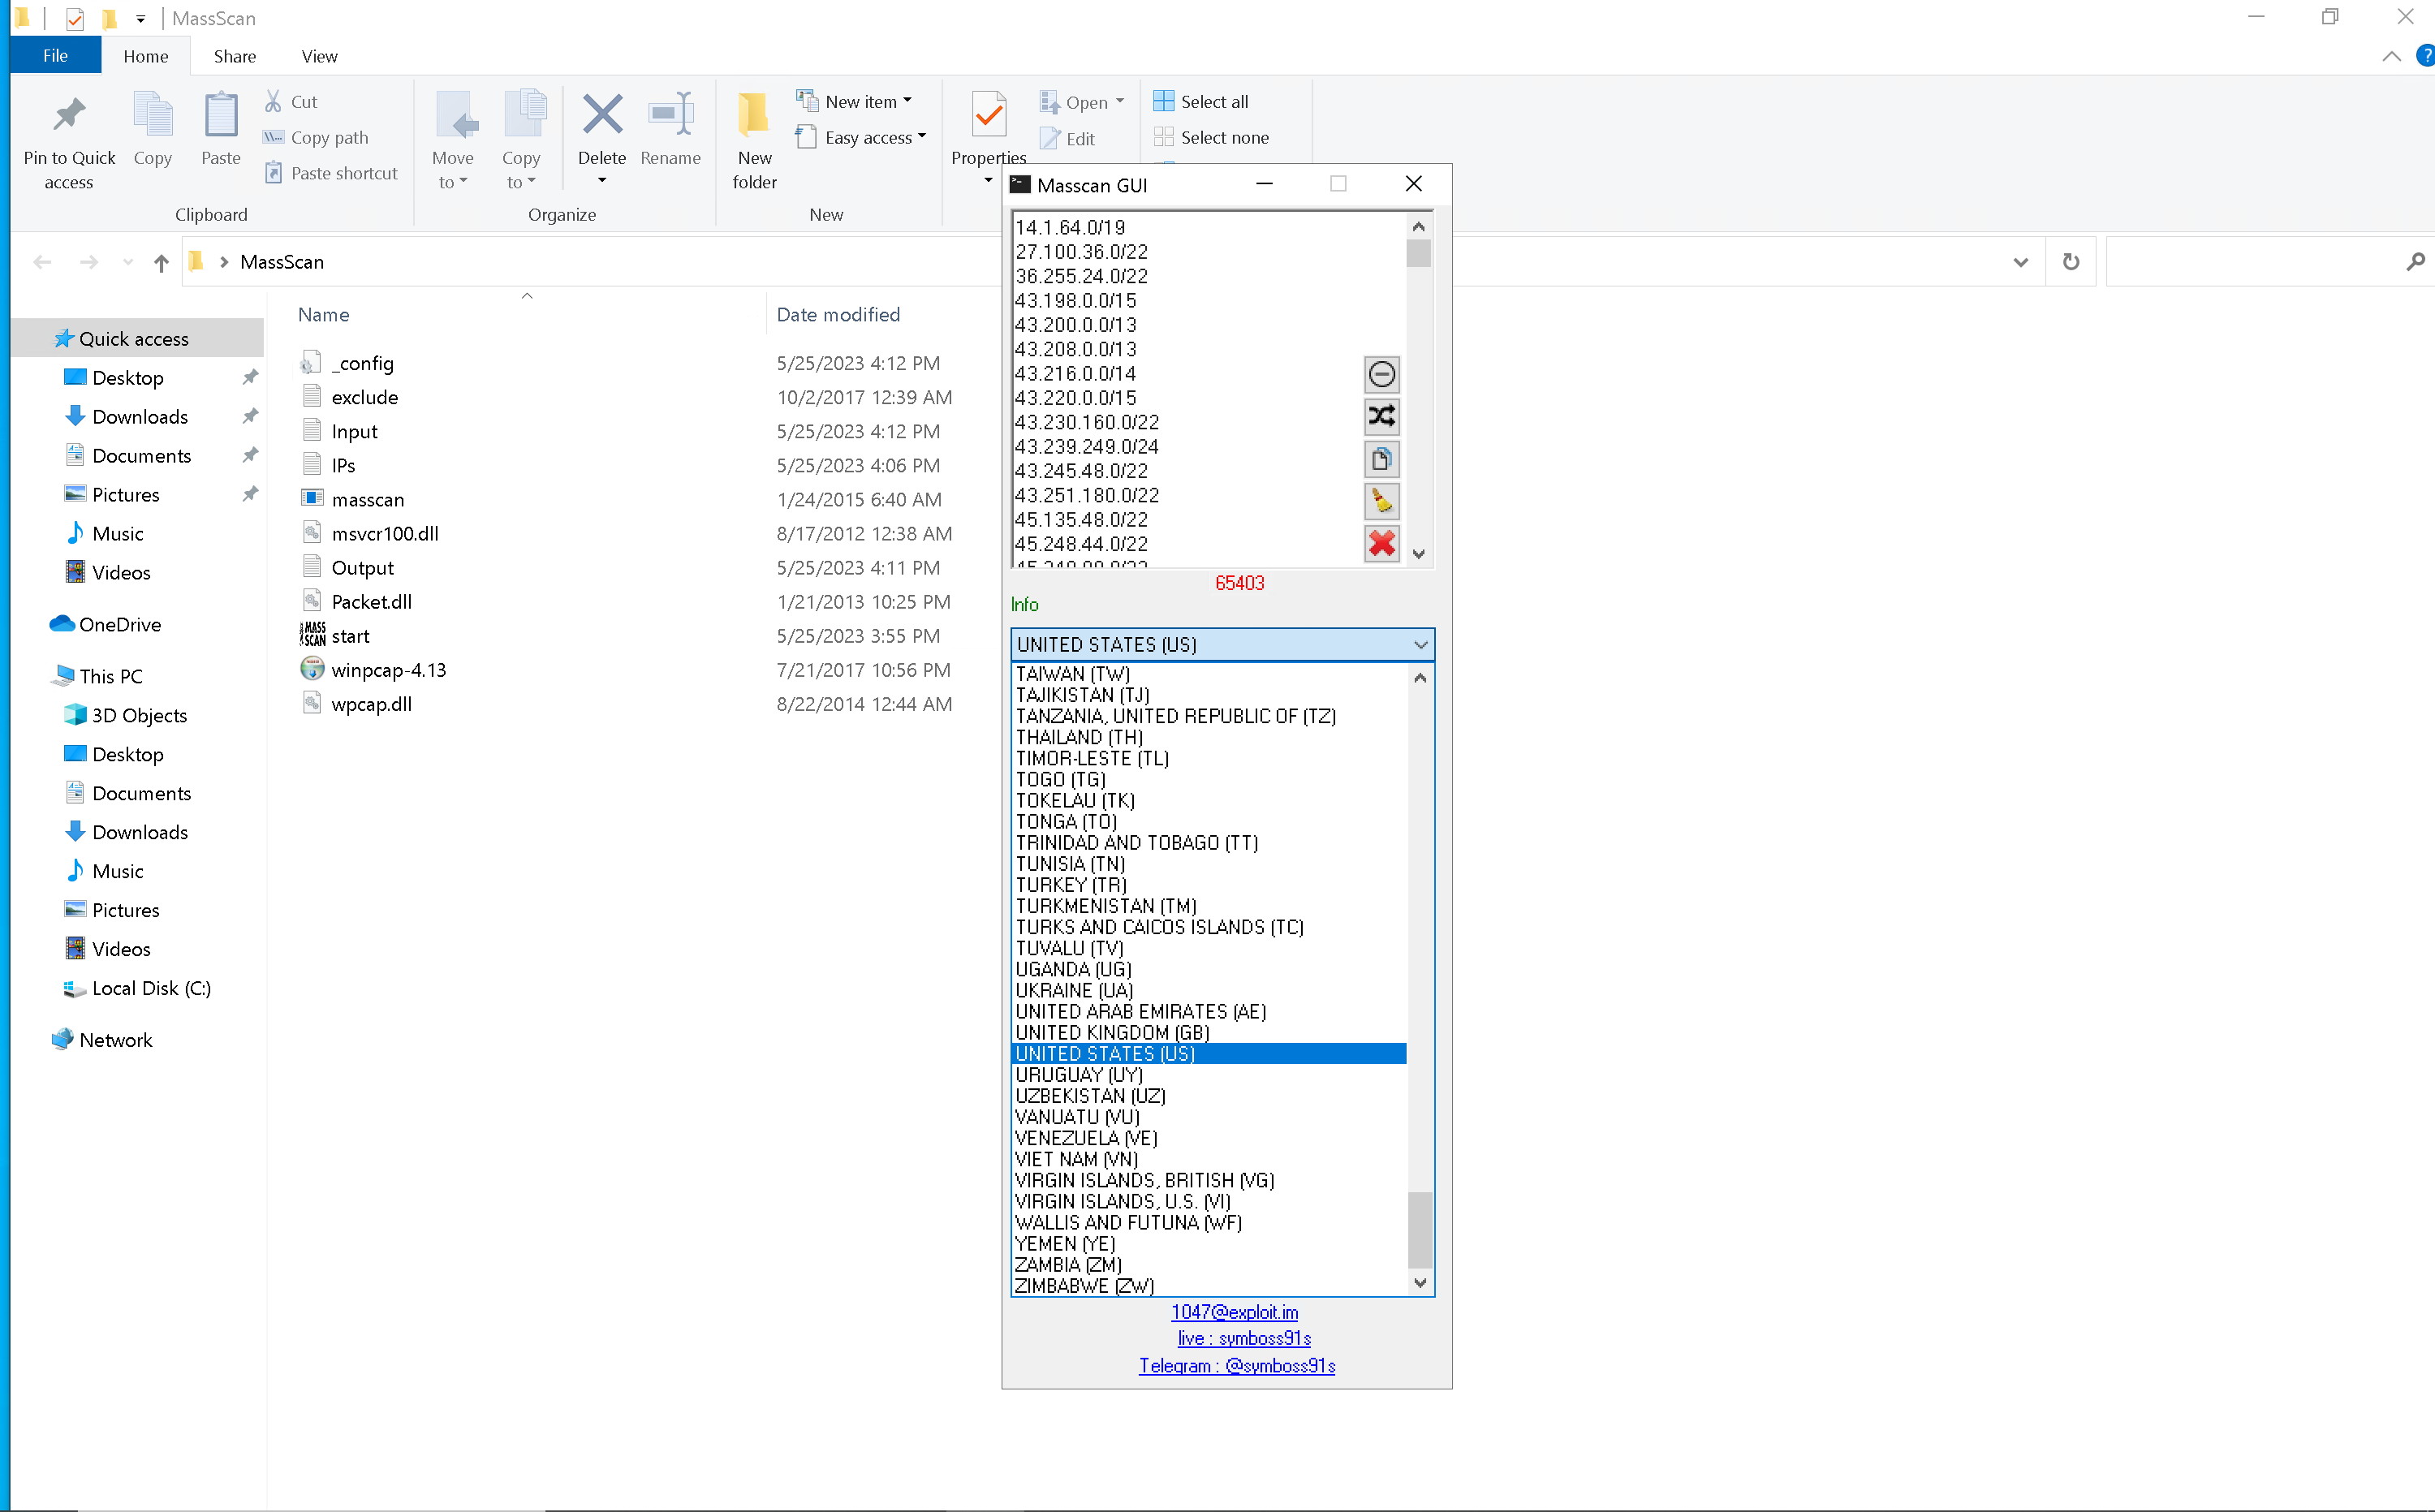 MassScan
File
Home
Share
View
Pin to Quick access
Copy
Paste
Cut
Copy path
Paste shortcut
Clipboard
Move to
Copy to
Delete
Rename
Organize
New folder
New item
Easy access
New
Properties
Open
Edit
Select all
Select none
MassScan
Quick access
Desktop
Downloads
Documents
Pictures
Music
Videos
OneDrive
This PC
3D Objects
Desktop
Documents
Downloads
Music
Pictures
Videos
Local Disk (C:)
Network
Name Date modified
_config 5/25/2023 4:12 PM
exclude 10/2/2017 12:39 AM
Input 5/25/2023 4:12 PM
IPs 5/25/2023 4:06 PM
masscan 1/24/2015 6:40 AM
msvcr100.dll 8/17/2012 12:38 AM
Output 5/25/2023 4:11 PM
Packet.dll 1/21/2013 10:25 PM
start 5/25/2023 3:55 PM
winpcap-4.13 7/21/2017 10:56 PM
wpcap.dll 8/22/2014 12:44 AM
Masscan GUI
14.1.64.0/19
27.100.36.0/22
36.255.24.0/22
43.198.0.0/15
43.200.0.0/13
43.208.0.0/13
43.216.0.0/14
43.220.0.0/15
43.230.160.0/22
43.239.249.0/24
43.245.48.0/22
43.251.180.0/22
45.135.48.0/22
45.248.44.0/22
65403
Info
UNITED STATES (US)
TAIWAN (TW)
TAJIKISTAN (TJ)
TANZANIA, UNITED REPUBLIC OF (TZ)
THAILAND (TH)
TIMOR-LESTE (TL)
TOGO (TG)
TOKELAU (TK)
TONGA (TO)
TRINIDAD AND TOBAGO (TT)
TUNISIA (TN)
TURKEY (TR)
TURKMENISTAN (TM)
TURKS AND CAICOS ISLANDS (TC)
TUVALU (TV)
UGANDA (UG)
UKRAINE (UA)
UNITED ARAB EMIRATES (AE)
UNITED KINGDOM (GB)
UNITED STATES (US)
URUGUAY (UY)
UZBEKISTAN (UZ)
VANUATU (VU)
VENEZUELA (VE)
VIET NAM (VN)
VIRGIN ISLANDS, BRITISH (VG)
VIRGIN ISLANDS, U.S. (VI)
WALLIS AND FUTUNA (WF)
YEMEN (YE)
ZAMBIA (ZM)
ZIMBABWE (ZW)
1047@exploit.im
live : symboss91s
Telegram : @symboss91s